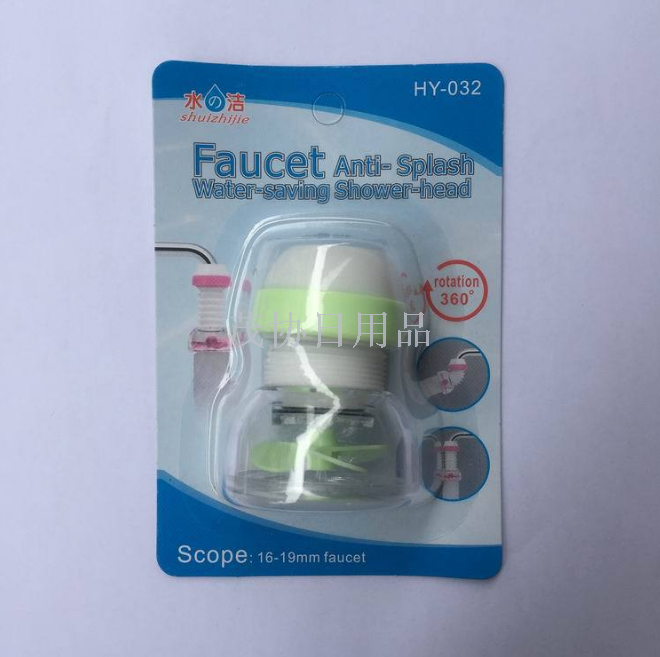 水の洁
shuizhijie
HY-032
Faucet Anti- Splash
Water-saving Shower-head
rotation
360°
协日用品
Scope: 16-19mm faucet